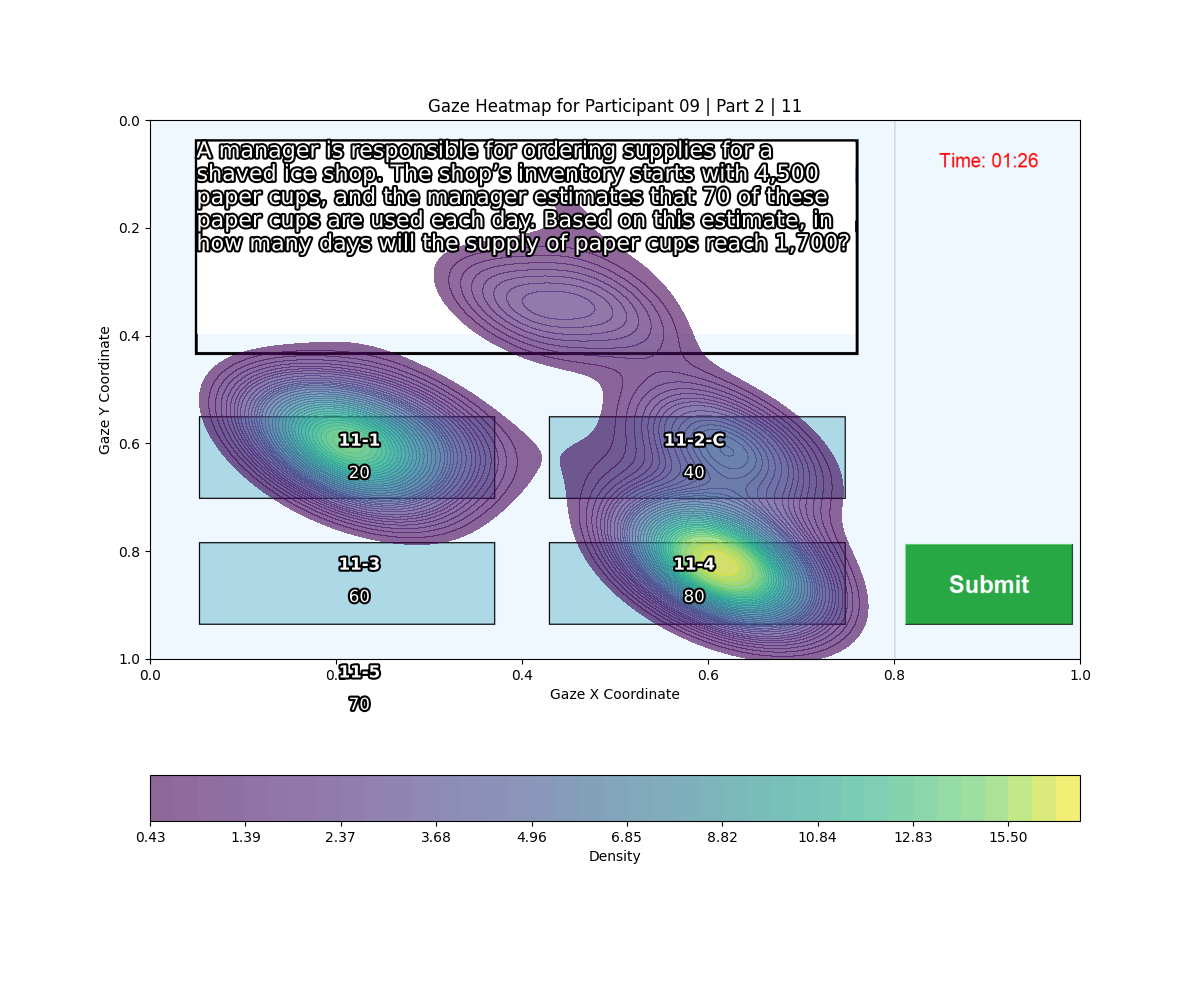 Gaze Heatmap for Participant 09 | Part 2 | 11
A manager is responsible for ordering supplies for a
shaved ice shop. The shop’s inventory starts with 4,500
paper cups, and the manager estimates that 70 of these
paper cups are used each day. Based on this estimate, in
how many days will the supply of paper cups reach 1,700?
Time: 01:26
11-1
20
11-2-C
40
11-3
60
11-4
80
11-5
70
Submit
Gaze Y Coordinate
0.0
0.2
0.4
0.6
0.8
1.0
0.0
0.4
0.6
0.8
1.0
Gaze X Coordinate
0.43
1.39
2.37
3.68
4.96
6.85
8.82
10.84
12.83
15.50
Density